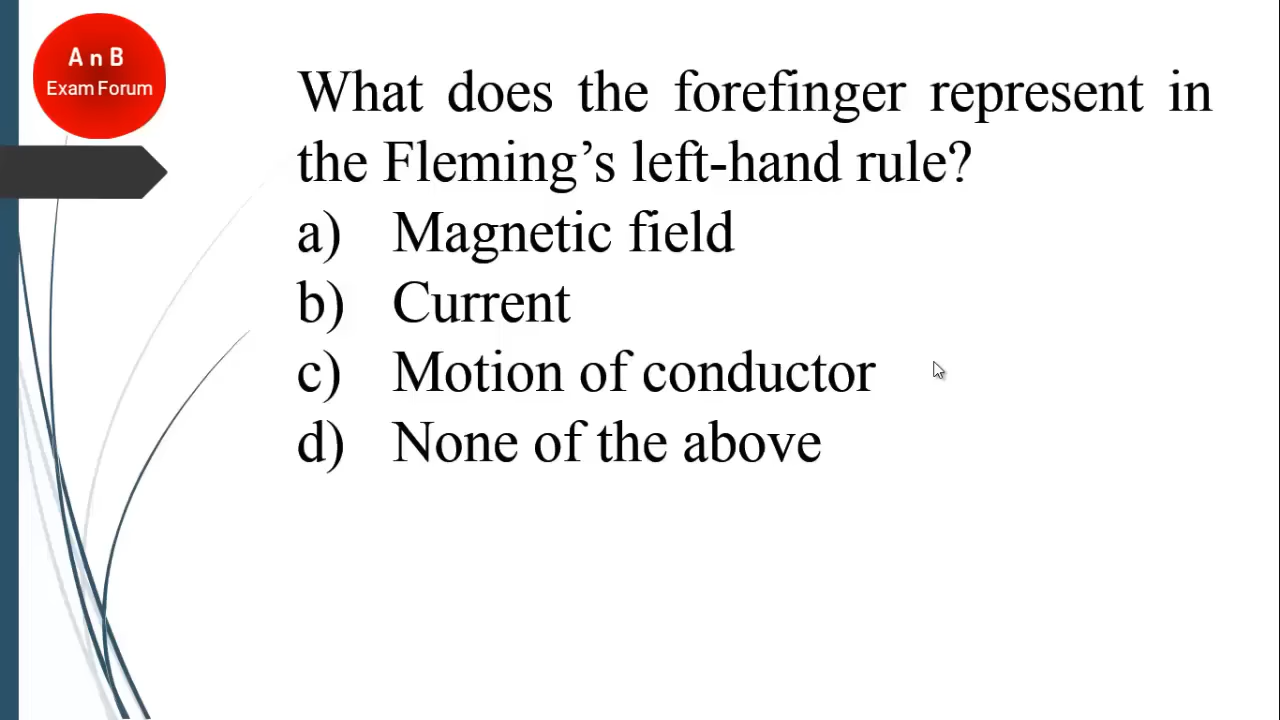 A n B
Exam Forum
What does the forefinger represent in
the Fleming’s left-hand rule?
a) Magnetic field
b) Current
c) Motion of conductor
d) None of the above